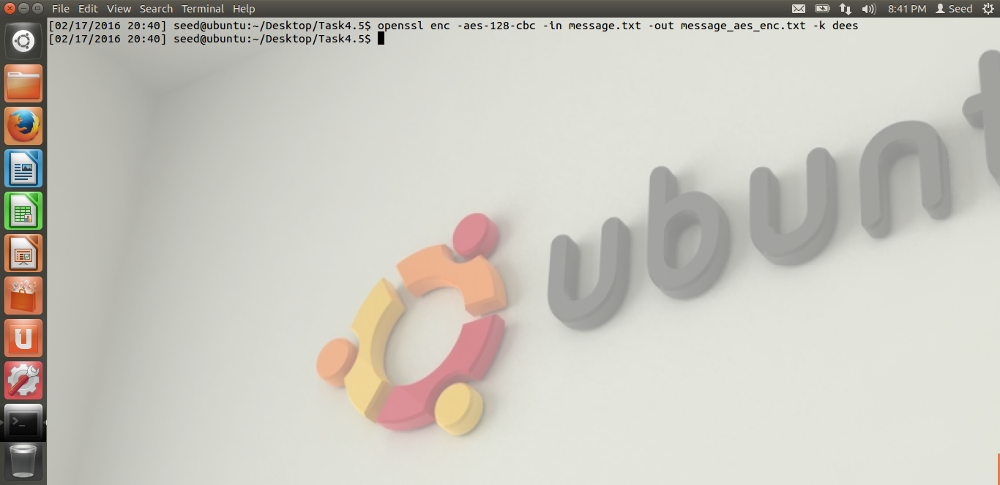 File Edit View Search Terminal Help 8:41 PM Seed
[02/17/2016 20:40] seed@ubuntu:~/Desktop/Task4.5$ openssl enc -aes-128-cbc -in message.txt -out message_aes_enc.txt -k dees
[02/17/2016 20:40] seed@ubuntu:~/Desktop/Task4.5$
ubunt